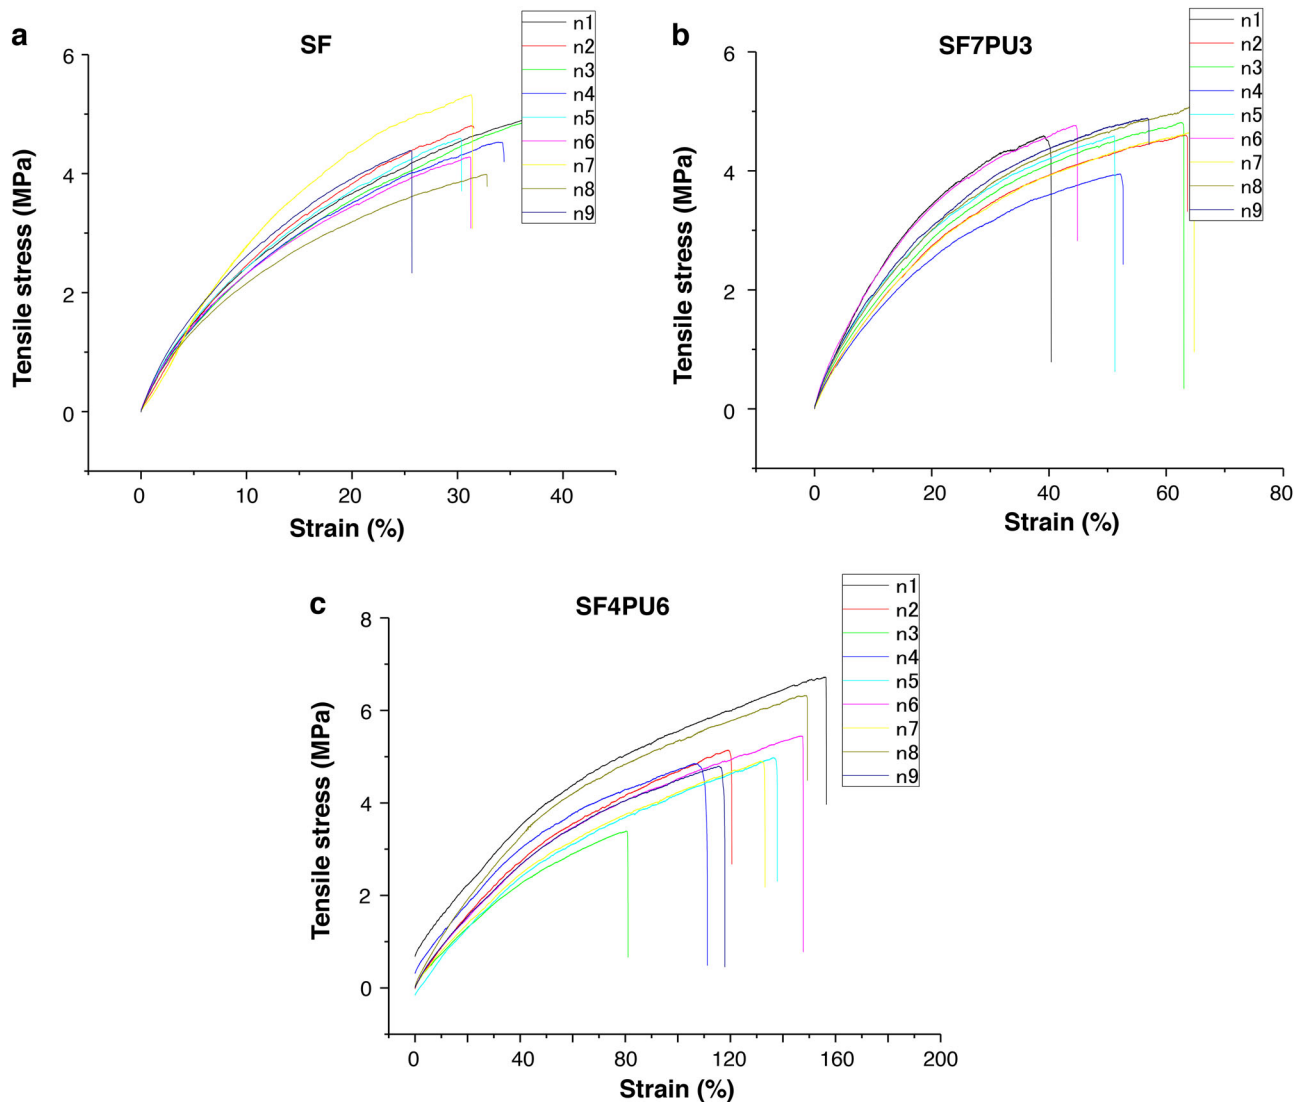 a
SF
n1
n2
n3
n4
n5
n6
n7
n8
n9
6
4
2
0
Tensile stress (MPa)
0
10
20
30
40
Strain (%)
b
SF7PU3
n1
n2
n3
n4
n5
n6
n7
n8
n9
6
4
2
0
Tensile stress (MPa)
0
20
40
60
80
Strain (%)
c
SF4PU6
n1
n2
n3
n4
n5
n6
n7
n8
n9
8
6
4
2
0
Tensile stress (MPa)
0
40
80
120
160
200
Strain (%)